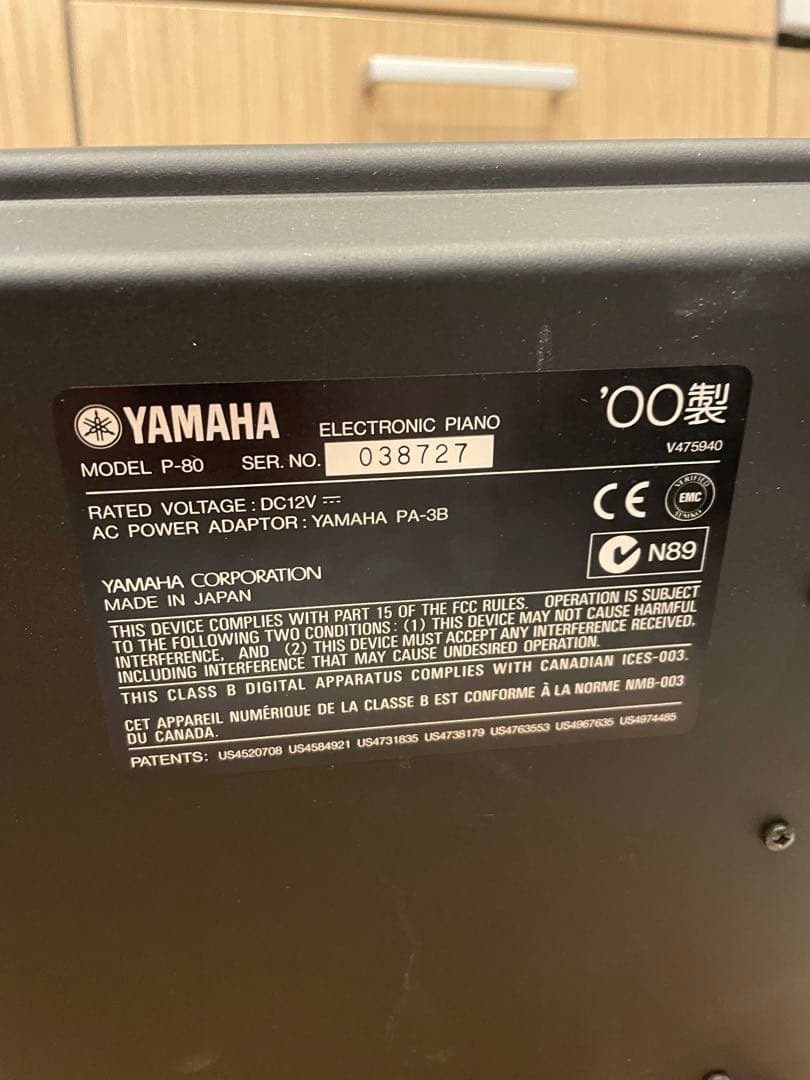 YAMAHA ELECTRONIC PIANO '00製
MODEL P-80 SER. NO. 038727 V475940
RATED VOLTAGE : DC12V
AC POWER ADAPTOR : YAMAHA PA-3B
CE VERIFIED EMC SEMKO
N89
YAMAHA CORPORATION
MADE IN JAPAN
THIS DEVICE COMPLIES WITH PART 15 OF THE FCC RULES. OPERATION IS SUBJECT
TO THE FOLLOWING TWO CONDITIONS : (1) THIS DEVICE MAY NOT CAUSE HARMFUL
INTERFERENCE, AND (2) THIS DEVICE MUST ACCEPT ANY INTERFERENCE RECEIVED,
INCLUDING INTERFERENCE THAT MAY CAUSE UNDESIRED OPERATION.
THIS CLASS B DIGITAL APPARATUS COMPLIES WITH CANADIAN ICES-003.
CET APPAREIL NUMÉRIQUE DE LA CLASSE B EST CONFORME À LA NORME NMB-003
DU CANADA.
PATENTS: US4520708 US4584921 US4731835 US4738179 US4763553 US4967635 US4974485